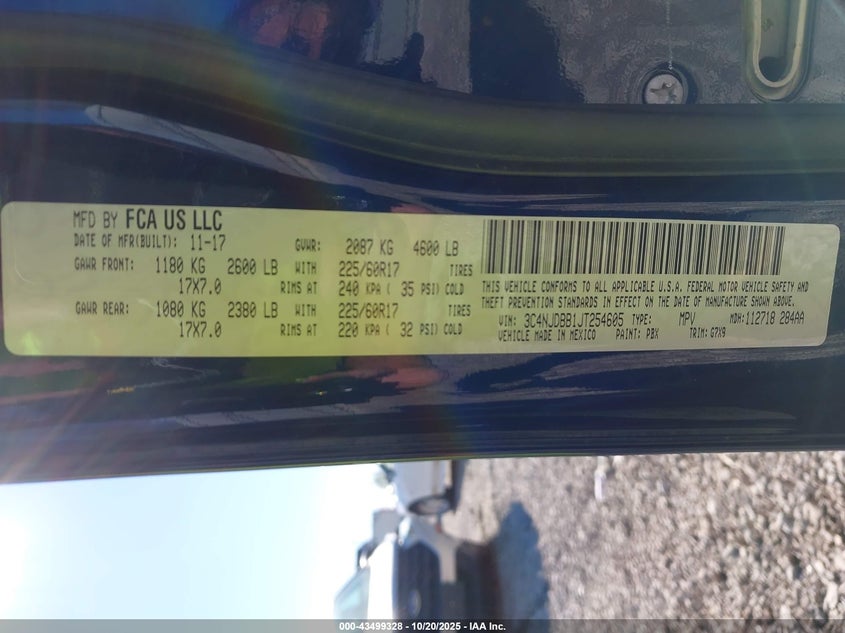 MFD BY FCA US LLC
DATE OF MFR(BUILT): 11-17 GVWR: 2087 KG 4600 LB
GAWR FRONT: 1180 KG 2600 LB WITH 225/60R17 TIRES
17X7.0 RIMS AT 240 KPA ( 35 PSI) COLD
GAWR REAR: 1080 KG 2380 LB WITH 225/60R17 TIRES
17X7.0 RIMS AT 220 KPA ( 32 PSI) COLD
THIS VEHICLE CONFORMS TO ALL APPLICABLE U.S.A. FEDERAL MOTOR VEHICLE SAFETY AND
THEFT PREVENTION STANDARDS IN EFFECT ON THE DATE OF MANUFACTURE SHOWN ABOVE.
VIN: 3C4NJDBB1JT254605 TYPE: MPV MDH: 112718 284AA
VEHICLE MADE IN MEXICO PAINT: PBX TRIM: G7X9
000-43499328 - 10/20/2025 - IAA Inc.